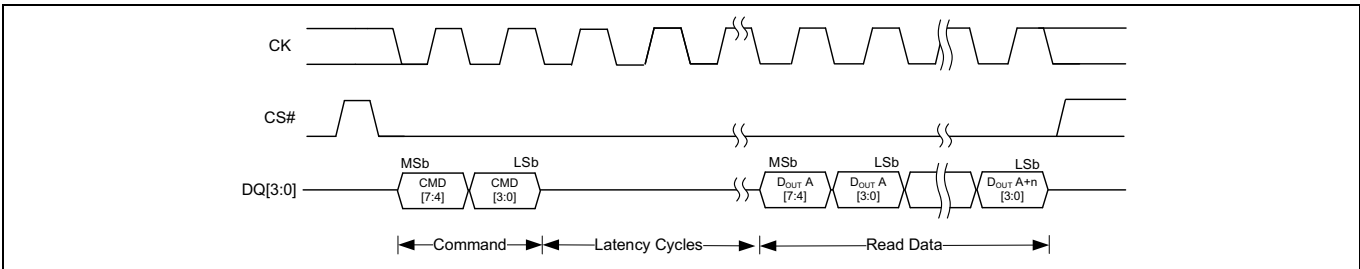 CK
CS#
MSb LSb MSb LSb LSb
DQ[3:0] CMD [7:4] CMD [3:0] DOUT A [7:4] DOUT A [3:0] DOUT A+n [3:0]
Command Latency Cycles Read Data